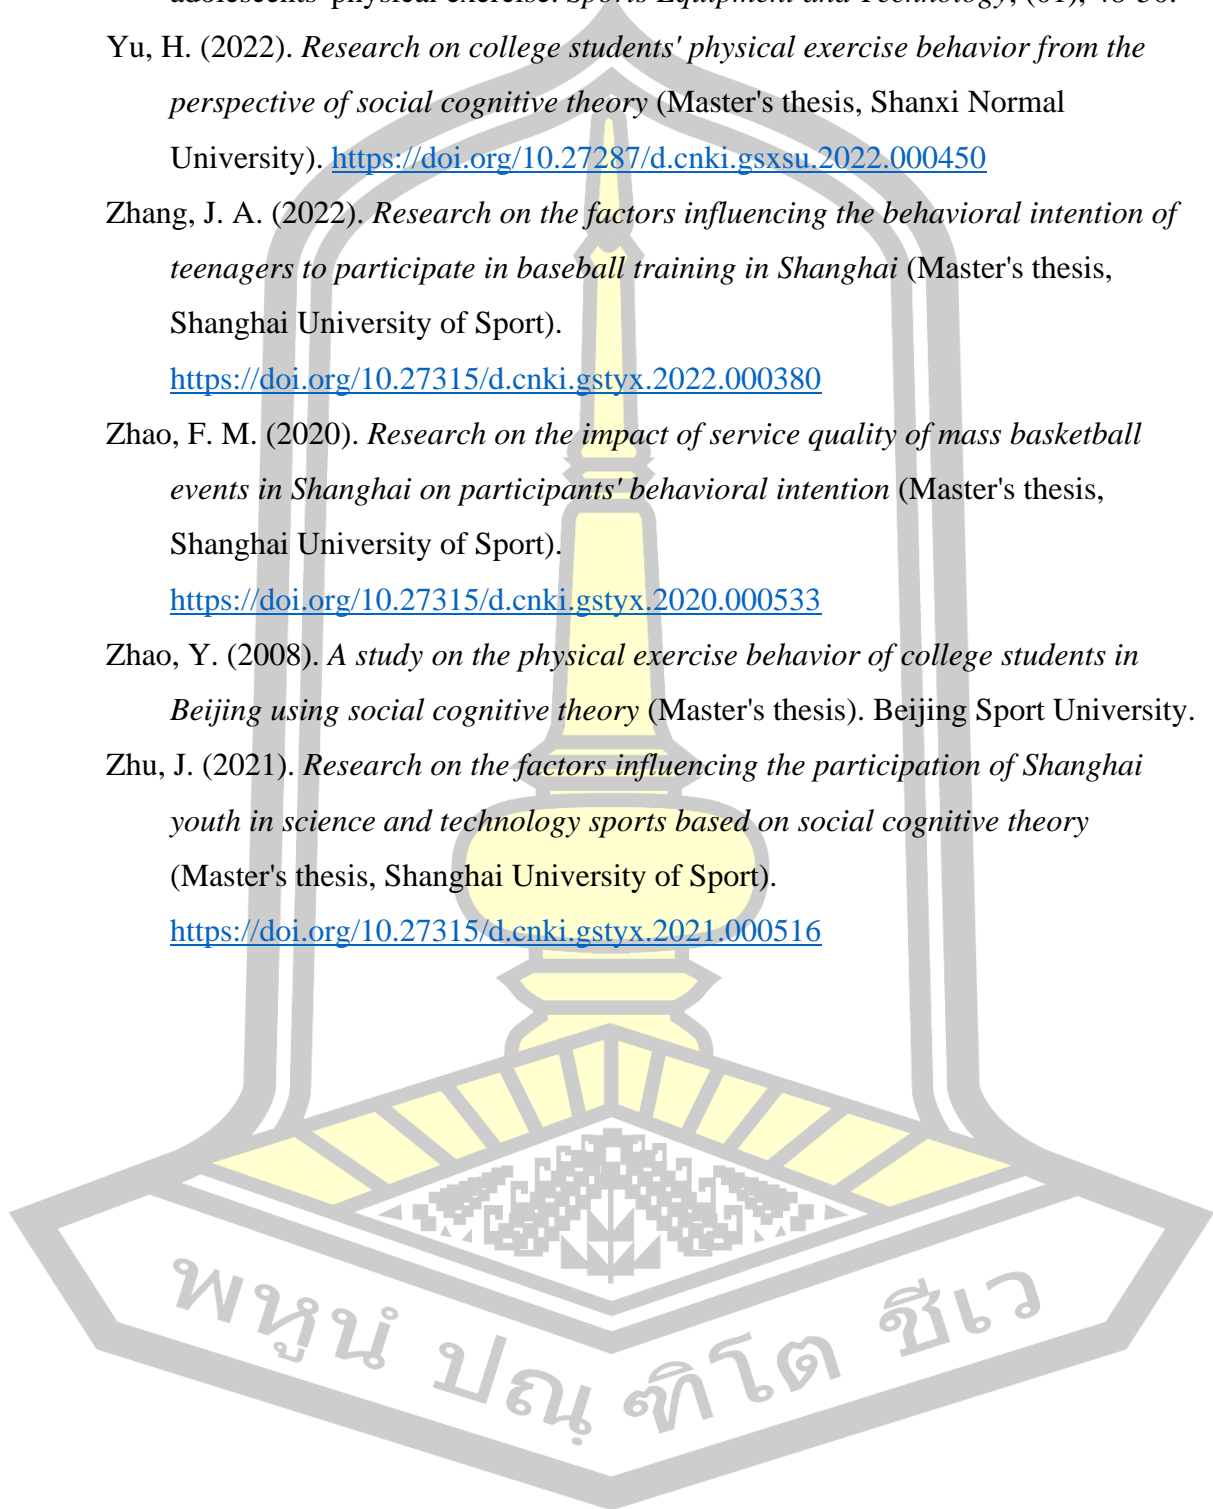 Yu, H. (2022). Research on college students' physical exercise behavior from the
perspective of social cognitive theory (Master's thesis, Shanxi Normal
University). https://doi.org/10.27287/d.cnki.gsxsu.2022.000450
Zhang, J. A. (2022). Research on the factors influencing the behavioral intention of
teenagers to participate in baseball training in Shanghai (Master's thesis,
Shanghai University of Sport).
https://doi.org/10.27315/d.cnki.gstyx.2022.000380
Zhao, F. M. (2020). Research on the impact of service quality of mass basketball
events in Shanghai on participants' behavioral intention (Master's thesis,
Shanghai University of Sport).
https://doi.org/10.27315/d.cnki.gstyx.2020.000533
Zhao, Y. (2008). A study on the physical exercise behavior of college students in
Beijing using social cognitive theory (Master's thesis). Beijing Sport University.
Zhu, J. (2021). Research on the factors influencing the participation of Shanghai
youth in science and technology sports based on social cognitive theory
(Master's thesis, Shanghai University of Sport).
https://doi.org/10.27315/d.cnki.gstyx.2021.000516
พหูนํ ปณฺฑิโต ชีเว